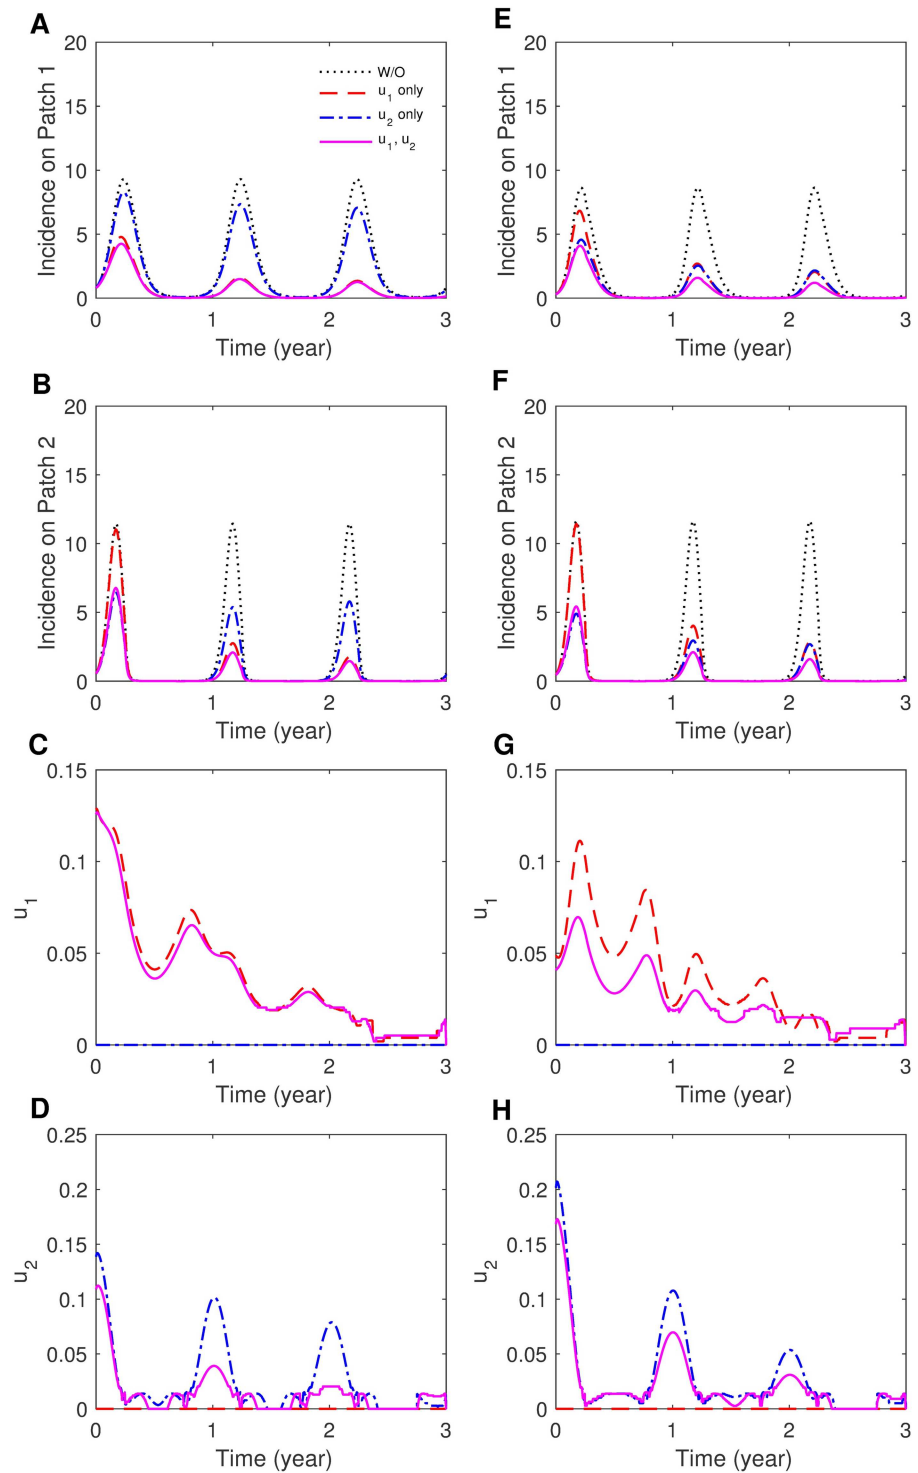 A
Incidence on Patch 1
20
15
10
5
0
0 1 2 3
Time (year)
W/O
u1 only
u2 only
u1, u2
E
Incidence on Patch 1
20
15
10
5
0
0 1 2 3
Time (year)
B
Incidence on Patch 2
20
15
10
5
0
0 1 2 3
Time (year)
F
Incidence on Patch 2
20
15
10
5
0
0 1 2 3
Time (year)
C
u1
0.15
0.1
0.05
0
0 1 2 3
Time (year)
G
u1
0.15
0.1
0.05
0
0 1 2 3
Time (year)
D
u2
0.25
0.2
0.15
0.1
0.05
0
0 1 2 3
Time (year)
H
u2
0.25
0.2
0.15
0.1
0.05
0
0 1 2 3
Time (year)